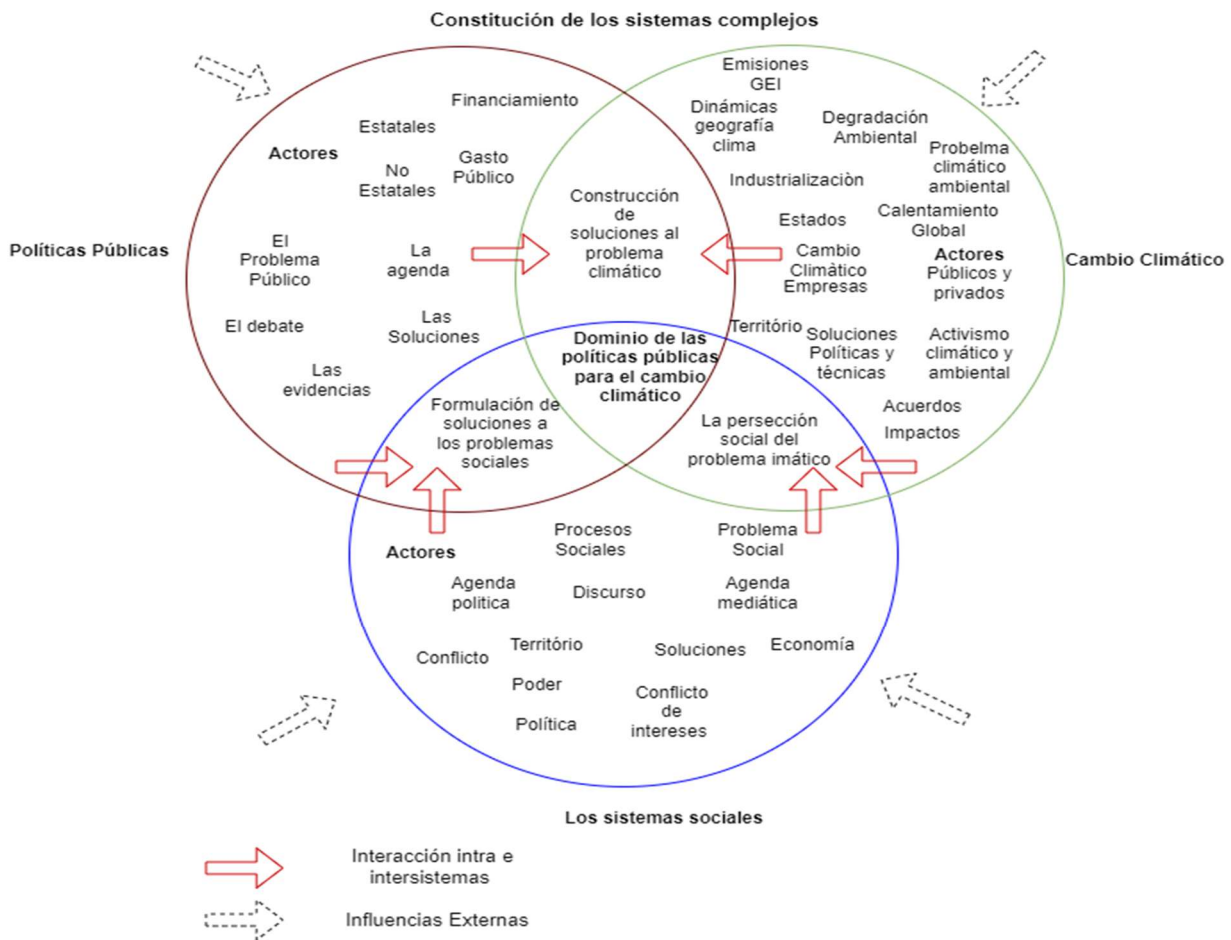 Constitución de los sistemas complejos
Políticas Públicas
Financiamiento
Estatales
Actores
No
Estatales
Gasto
Público
El
Problema
Público
La
agenda
El debate
Las
Soluciones
Las
evidencias
Construcción
de
soluciones al
problema
climático
Emisiones
GEI
Dinámicas
geografía
clima
Degradación
Ambiental
Probelma
climático
ambiental
Industrializaciòn
Estados
Calentamiento
Global
Cambio
Climàtico
Empresas
Actores
Públicos y
privados
Cambio Climático
Território
Soluciones
Políticas y
técnicas
Activismo
climático y
ambiental
Acuerdos
Impactos
Dominio de las
políticas públicas
para el cambio
climático
Formulación de
soluciones a
los problemas
sociales
La persección
social del
problema imático
Actores
Procesos
Sociales
Problema
Social
Agenda
politica
Discurso
Agenda
mediática
Conflicto
Território
Soluciones
Economía
Poder
Política
Conflicto
de
intereses
Los sistemas sociales
Interacción intra e
intersistemas
Influencias Externas